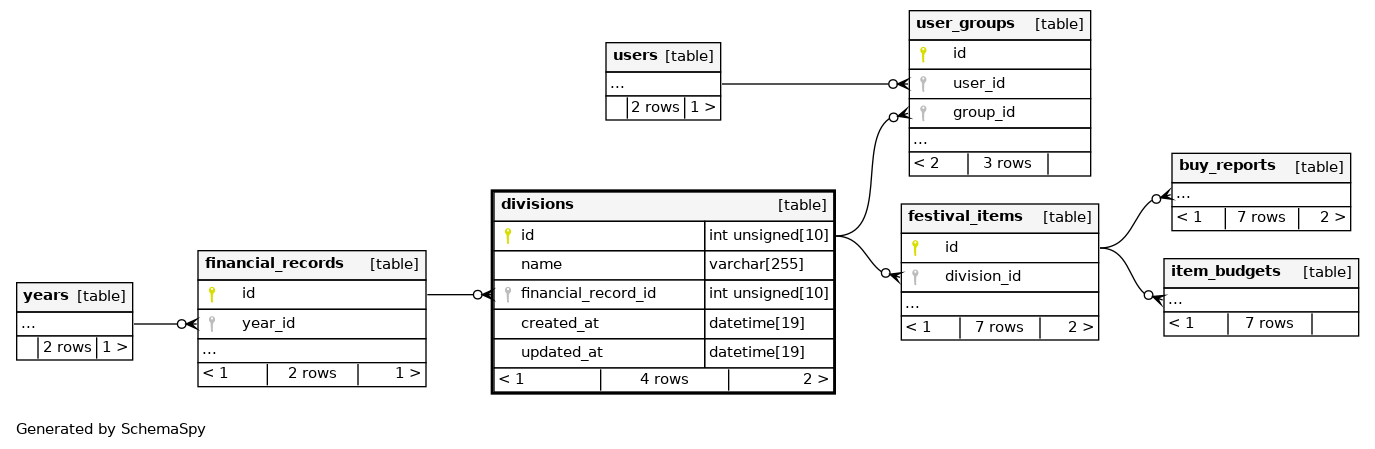 user_groups [table]
id
user_id
group_id
...
< 2 3 rows
users [table]
...
2 rows 1 >
buy_reports [table]
...
< 1 7 rows 2 >
divisions [table]
id int unsigned[10]
name varchar[255]
financial_record_id int unsigned[10]
created_at datetime[19]
updated_at datetime[19]
< 1 4 rows 2 >
festival_items [table]
id
division_id
...
< 1 7 rows 2 >
item_budgets [table]
...
< 1 7 rows
financial_records [table]
id
year_id
...
< 1 2 rows 1 >
years [table]
...
2 rows 1 >
Generated by SchemaSpy